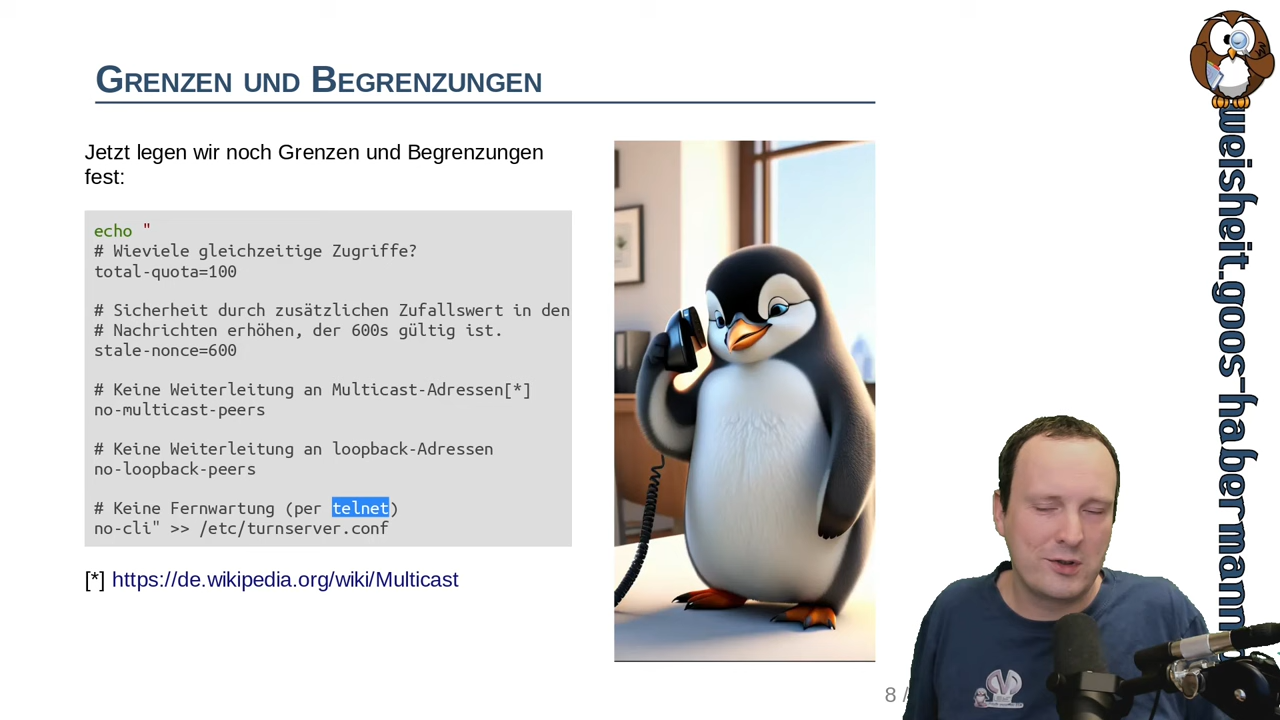 Grenzen und Begrenzungen
Jetzt legen wir noch Grenzen und Begrenzungen
fest:
echo "
# Wieviele gleichzeitige Zugriffe?
total-quota=100
# Sicherheit durch zusätzlichen Zufallswert in den
# Nachrichten erhöhen, der 600s gültig ist.
stale-nonce=600
# Keine Weiterleitung an Multicast-Adressen[*]
no-multicast-peers
# Keine Weiterleitung an loopback-Adressen
no-loopback-peers
# Keine Fernwartung (per telnet)
no-cli" >> /etc/turnserver.conf
[*] https://de.wikipedia.org/wiki/Multicast
8 /
weisheit.goos-habermann.d